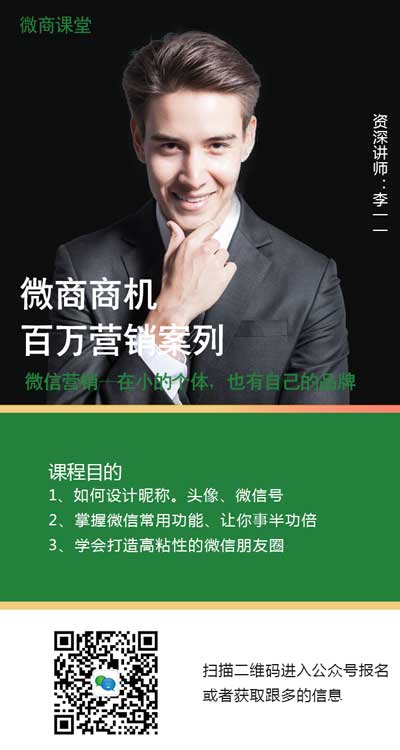 微商课堂
资深讲师：李一一
微商商机
百万营销案列
微信营销—在小的个体，也有自己的品牌
课程目的
1、如何设计昵称。头像、微信号
2、掌握微信常用功能、让你事半功倍
3、学会打造高粘性的微信朋友圈
扫描二维码进入公众号报名
或者获取跟多的信息